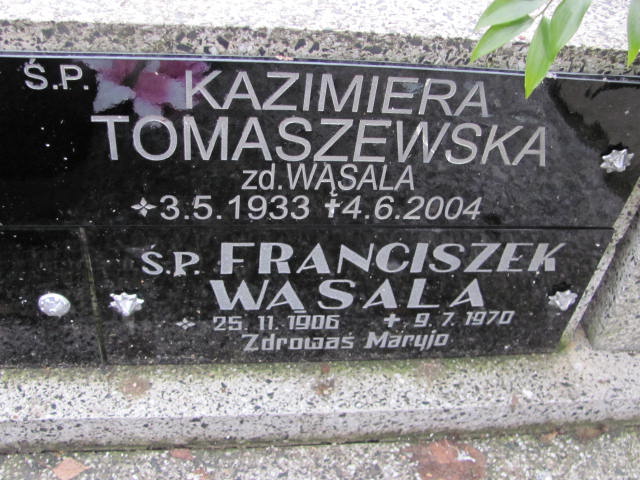 Ś.P. KAZIMIERA
TOMASZEWSKA
zd. WĄSALA
3.5.1933 4.6.2004
Ś.P. FRANCISZEK
WĄSALA
25. 11. 1906 9. 7. 1970
Zdrowaś Maryjo